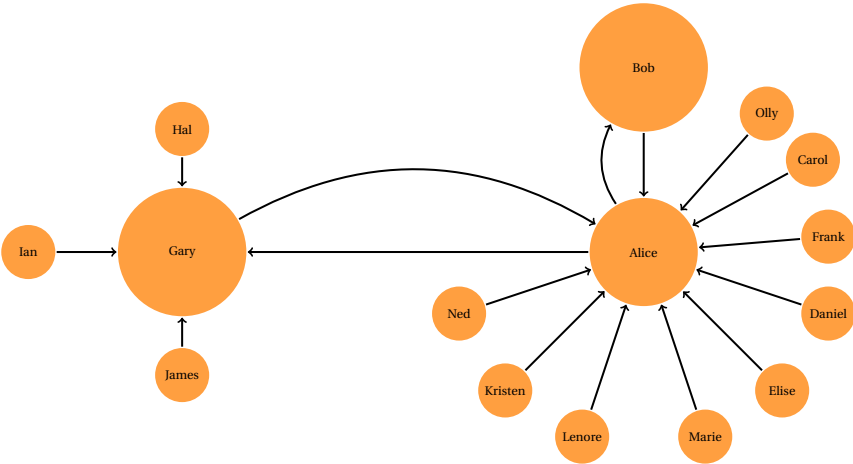 Bob
Olly
Hal
Carol
Frank
Ian
Gary
Alice
Ned
Daniel
James
Kristen
Elise
Lenore
Marie